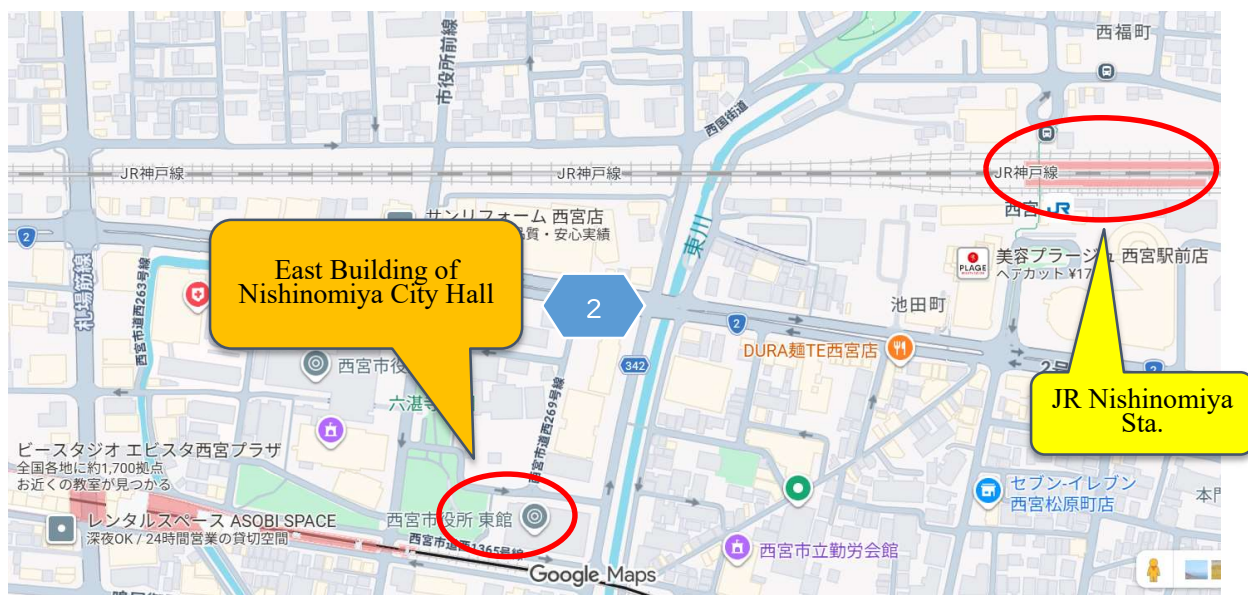 西福町
市役所前線
西国街道
JR神戸線
JR神戸線
JR神戸線
西宮
サンリフォーム 西宮店
質・安心実績
2
札場筋線
西宮市道西263号線
東川
East Building of
Nishinomiya City Hall
2
PLAGE
美容プラージュ 西宮駅前店
ヘアカット ¥17
池田町
2
DURA麺TE西宮店
342
2号
2
JR Nishinomiya
Sta.
西宮市役
六湛寺
西宮市道西269号線
ビースタジオ エビスタ西宮プラザ
全国各地に約1,700拠点
お近くの教室が見つかる
セブン-イレブン
西宮松原町店
本
レンタルスペース ASOBI SPACE
深夜OK / 24時間営業の貸切空間
西宮市役所 東館
西宮市道西1365号線
西宮市立勤労会館
Google Maps